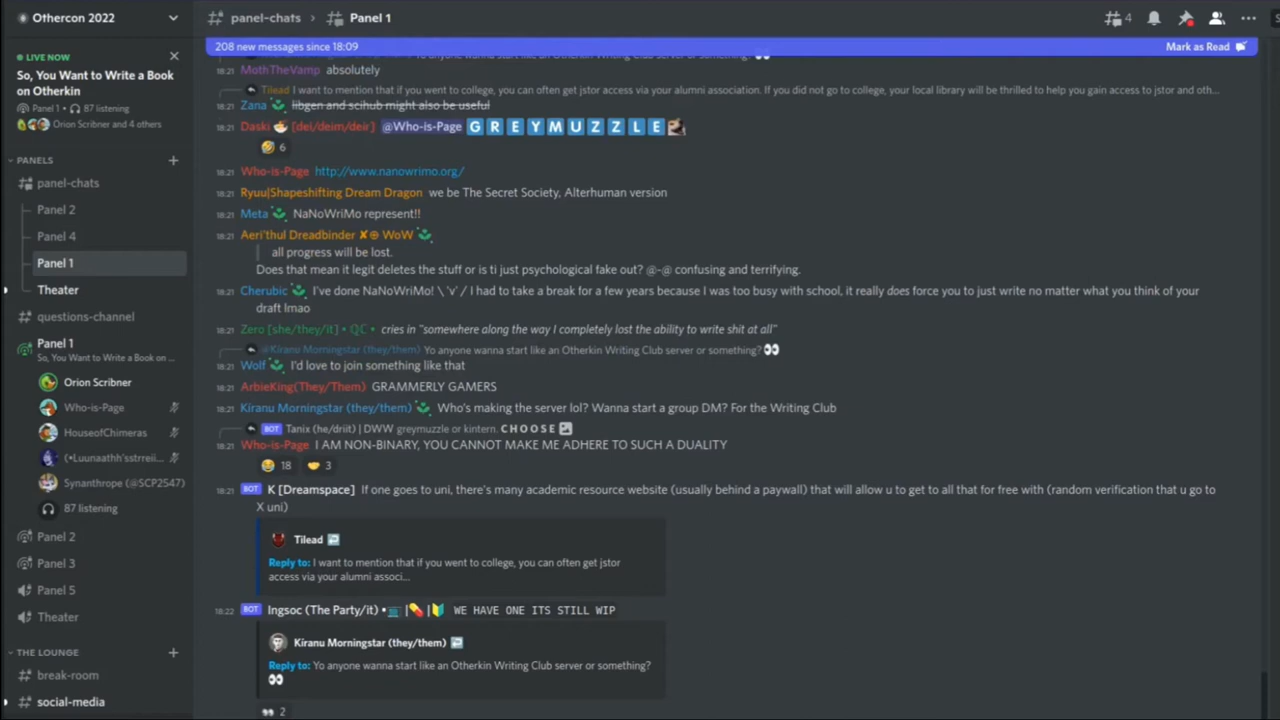 Othercon 2022
LIVE NOW
So, You Want to Write a Book
on Otherkin
Panel 1 87 listening
Orion Scribner and 4 others
PANELS
panel-chats
Panel 2
Panel 4
Panel 1
Theater
questions-channel
Panel 1
So, You Want to Write a Book on ...
Orion Scribner
Who-is-Page
HouseofChimeras
(•Luunaathh'sstrreii...
Synanthrope (@SCP2547)
87 listening
Panel 2
Panel 3
Panel 5
Theater
THE LOUNGE
break-room
social-media
panel-chats › Panel 1
4
208 new messages since 18:09 Mark as Read
18:21 MothTheVamp absolutely
Tilead I want to mention that if you went to college, you can often get jstor access via your alumni association. If you did not go to college, your local library will be thrilled to help you gain access to jstor and oth...
18:21 Zana libgen and scihub might also be useful
18:21 Daski [dei/deim/deir] @Who-is-Page G R E Y M U Z Z L E
6
18:21 Who-is-Page http://www.nanowrimo.org/
18:21 Ryuu|Shapeshifting Dream Dragon we be The Secret Society, Alterhuman version
18:21 Meta NaNoWriMo represent!!
18:21 Aeri'thul Dreadbinder ✘⊕ WoW
all progress will be lost.
Does that mean it legit deletes the stuff or is ti just psychological fake out? @-@ confusing and terrifying.
18:21 Cherubic I've done NaNoWriMo! \ 'v' / I had to take a break for a few years because I was too busy with school, it really does force you to just write no matter what you think of your
draft lmao
18:21 Zero [she/they/it] • QC • cries in "somewhere along the way I completely lost the ability to write shit at all"
@Kíranu Morningstar (they/them) Yo anyone wanna start like an Otherkin Writing Club server or something? 👀
18:21 Wolf I'd love to join something like that
18:21 ArbieKing(They/Them) GRAMMERLY GAMERS
18:21 Kíranu Morningstar (they/them) Who's making the server lol? Wanna start a group DM? For the Writing Club
BOT Tanix (he/driit) | DWW greymuzzle or kintern. C H O O S E
18:21 Who-is-Page I AM NON-BINARY, YOU CANNOT MAKE ME ADHERE TO SUCH A DUALITY
18 3
18:21 BOT K [Dreamspace] If one goes to uni, there's many academic resource website (usually behind a paywall) that will allow u to get to all that for free with (random verification that u go to
X uni)
Tilead
Reply to: I want to mention that if you went to college, you can often get jstor
access via your alumni associ...
18:22 BOT Ingsoc (The Party/it) •📺|💊|🔰 WE HAVE ONE ITS STILL WIP
Kíranu Morningstar (they/them)
Reply to: Yo anyone wanna start like an Otherkin Writing Club server or something?
👀
2